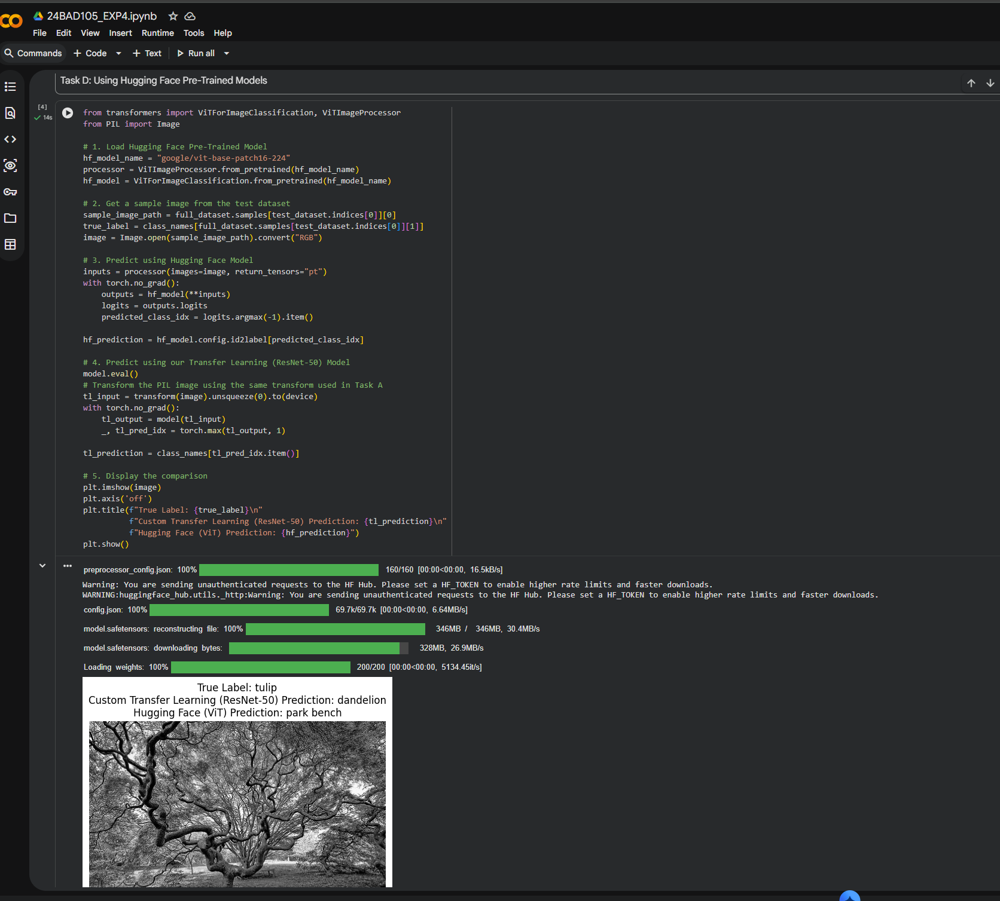 24BAD105_EXP4.ipynb
File Edit View Insert Runtime Tools Help
Commands + Code + Text Run all
Task D: Using Hugging Face Pre-Trained Models
[4]
14s
from transformers import ViTForImageClassification, ViTImageProcessor
from PIL import Image
# 1. Load Hugging Face Pre-Trained Model
hf_model_name = "google/vit-base-patch16-224"
processor = ViTImageProcessor.from_pretrained(hf_model_name)
hf_model = ViTForImageClassification.from_pretrained(hf_model_name)
# 2. Get a sample image from the test dataset
sample_image_path = full_dataset.samples[test_dataset.indices[0]][0]
true_label = class_names[full_dataset.samples[test_dataset.indices[0]][1]]
image = Image.open(sample_image_path).convert("RGB")
# 3. Predict using Hugging Face Model
inputs = processor(images=image, return_tensors="pt")
with torch.no_grad():
    outputs = hf_model(**inputs)
    logits = outputs.logits
    predicted_class_idx = logits.argmax(-1).item()
hf_prediction = hf_model.config.id2label[predicted_class_idx]
# 4. Predict using our Transfer Learning (ResNet-50) Model
model.eval()
# Transform the PIL image using the same transform used in Task A
tl_input = transform(image).unsqueeze(0).to(device)
with torch.no_grad():
    tl_output = model(tl_input)
    _, tl_pred_idx = torch.max(tl_output, 1)
tl_prediction = class_names[tl_pred_idx.item()]
# 5. Display the comparison
plt.imshow(image)
plt.axis('off')
plt.title(f"True Label: {true_label}\n"
          f"Custom Transfer Learning (ResNet-50) Prediction: {tl_prediction}\n"
          f"Hugging Face (ViT) Prediction: {hf_prediction}")
plt.show()
preprocessor_config.json: 100% 160/160 [00:00<00:00, 16.5kB/s]
Warning: You are sending unauthenticated requests to the HF Hub. Please set a HF_TOKEN to enable higher rate limits and faster downloads.
WARNING:huggingface_hub.utils._http:Warning: You are sending unauthenticated requests to the HF Hub. Please set a HF_TOKEN to enable higher rate limits and faster downloads.
config.json: 100% 69.7k/69.7k [00:00<00:00, 6.64MB/s]
model.safetensors: reconstructing file: 100% 346MB / 346MB, 30.4MB/s
model.safetensors: downloading bytes: 328MB, 26.9MB/s
Loading weights: 100% 200/200 [00:00<00:00, 5134.45it/s]
True Label: tulip
Custom Transfer Learning (ResNet-50) Prediction: dandelion
Hugging Face (ViT) Prediction: park bench